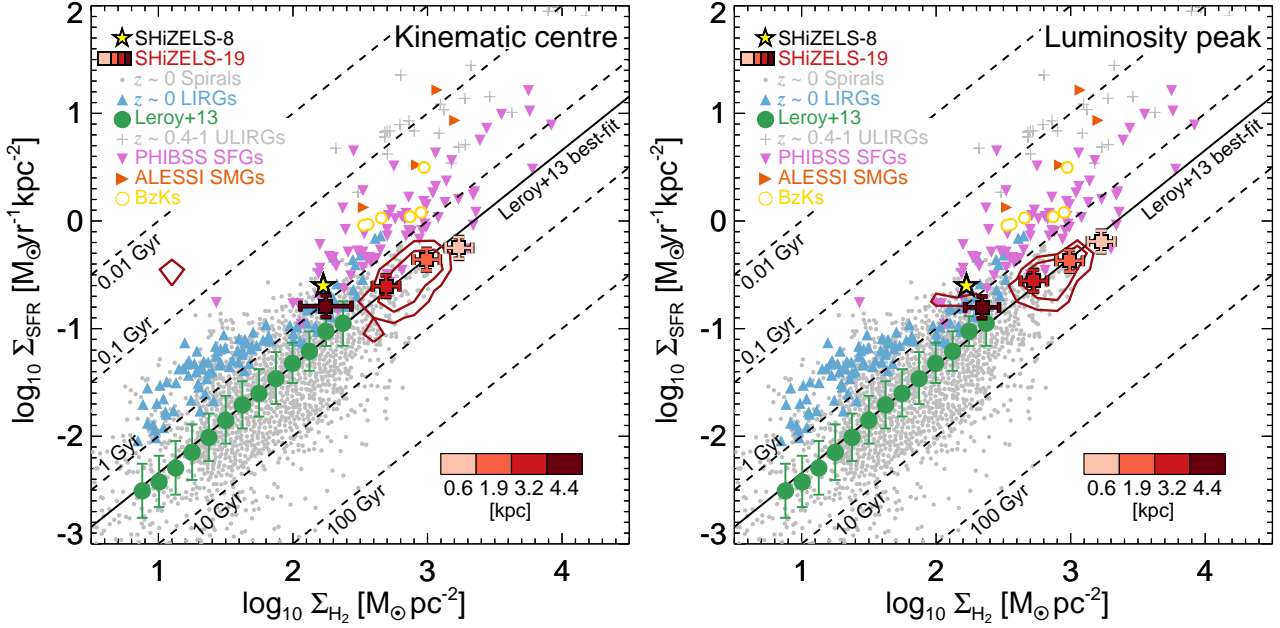 Kinematic centre
SHiZELS-8
SHiZELS-19
z ~ 0 Spirals
z ~ 0 LIRGs
Leroy+13
z ~ 0.4-1 ULIRGs
PHIBSS SFGs
ALESSI SMGs
BzKs
Leroy+13 best-fit
0.01 Gyr
0.1 Gyr
1 Gyr
10 Gyr
100 Gyr
0.6 1.9 3.2 4.4
[kpc]
2
1
0
-1
-2
-3
1 2 3 4
log₁₀ Σ_SFR [M⊙yr⁻¹kpc⁻²]
log₁₀ Σ_H₂ [M⊙pc⁻²]
Luminosity peak
SHiZELS-8
SHiZELS-19
z ~ 0 Spirals
z ~ 0 LIRGs
Leroy+13
z ~ 0.4-1 ULIRGs
PHIBSS SFGs
ALESSI SMGs
BzKs
Leroy+13 best-fit
0.01 Gyr
0.1 Gyr
1 Gyr
10 Gyr
100 Gyr
0.6 1.9 3.2 4.4
[kpc]
2
1
0
-1
-2
-3
1 2 3 4
log₁₀ Σ_SFR [M⊙yr⁻¹kpc⁻²]
log₁₀ Σ_H₂ [M⊙pc⁻²]